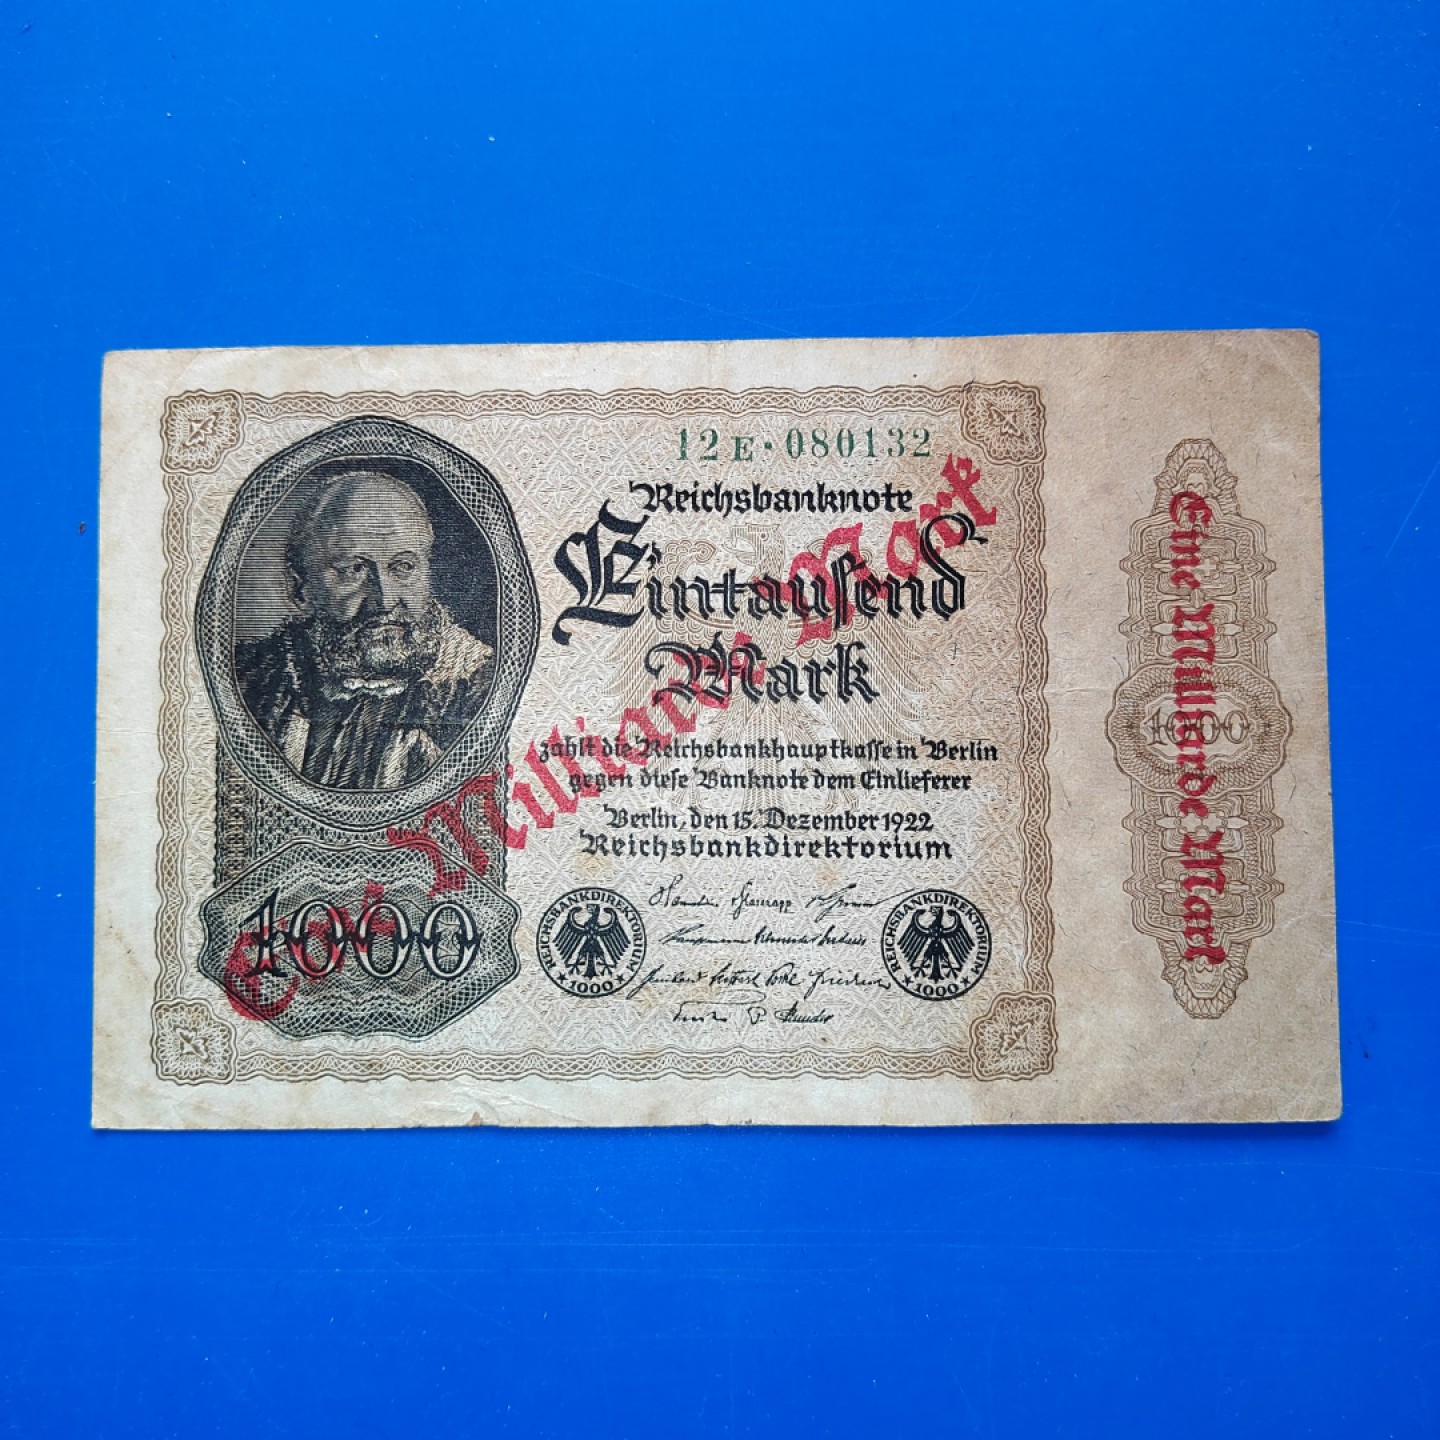 12E·080132
Reichsbanknote
Eintausend
Mark
zahlt die Reichsbankhauptkasse in Berlin
gegen diese Banknote dem Einlieferer
Berlin, den 15. Dezember 1922
Reichsbankdirektorium
Eine Milliarde Mark
1000
REICHSBANKDIREKTORIUM
1000
REICHSBANKDIREKTORIUM
1000
Eine Milliarde Mark
1000